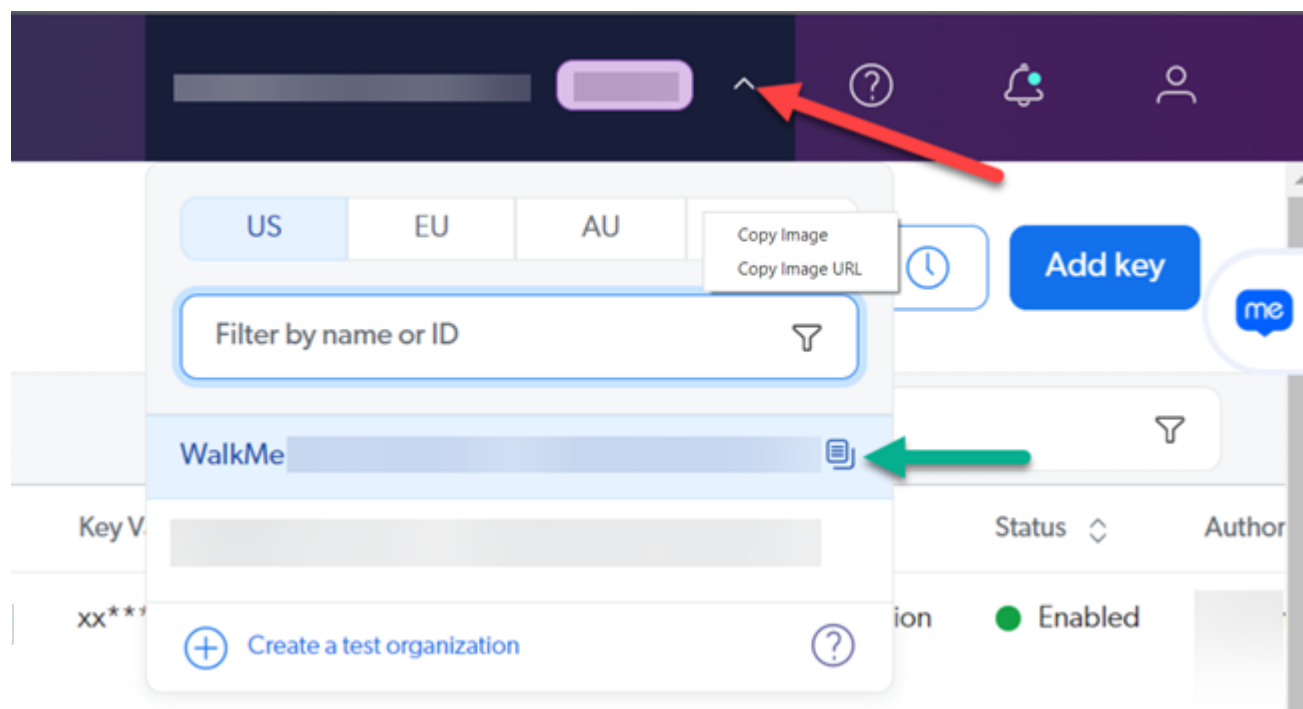 US EU AU
Copy Image
Copy Image URL
Add key
me
Filter by name or ID
WalkMe
Key V
Status
Author
xx***
ion
Enabled
Create a test organization